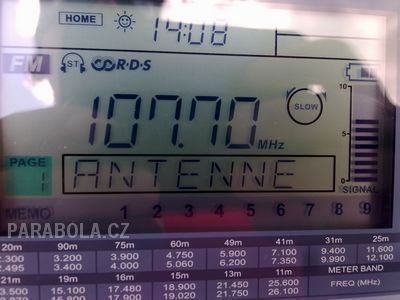 HOME 14:08
FM ST R·D·S
107.70 MHz
SLOW
10
5
0
PAGE 1
ANTENNE
SIGNAL
MEMO 1 2 3 4 5 6 7 8 9
PARABOLA.CZ
20m 90m 75m 60m 49m 41m 31m 25m
2.300 3.200 3.900 4.750 5.900 7.100 9.400 11.600
2.495 3.400 4.000 5.060 6.200 7.350 9.990 12.100
21m 19m 16m 15m 13m 11m METER BAND
15.100 17.480 18.900 21.450 25.600 FREQ (MHz)
15.800 17.900 19.020 21.750 26.100